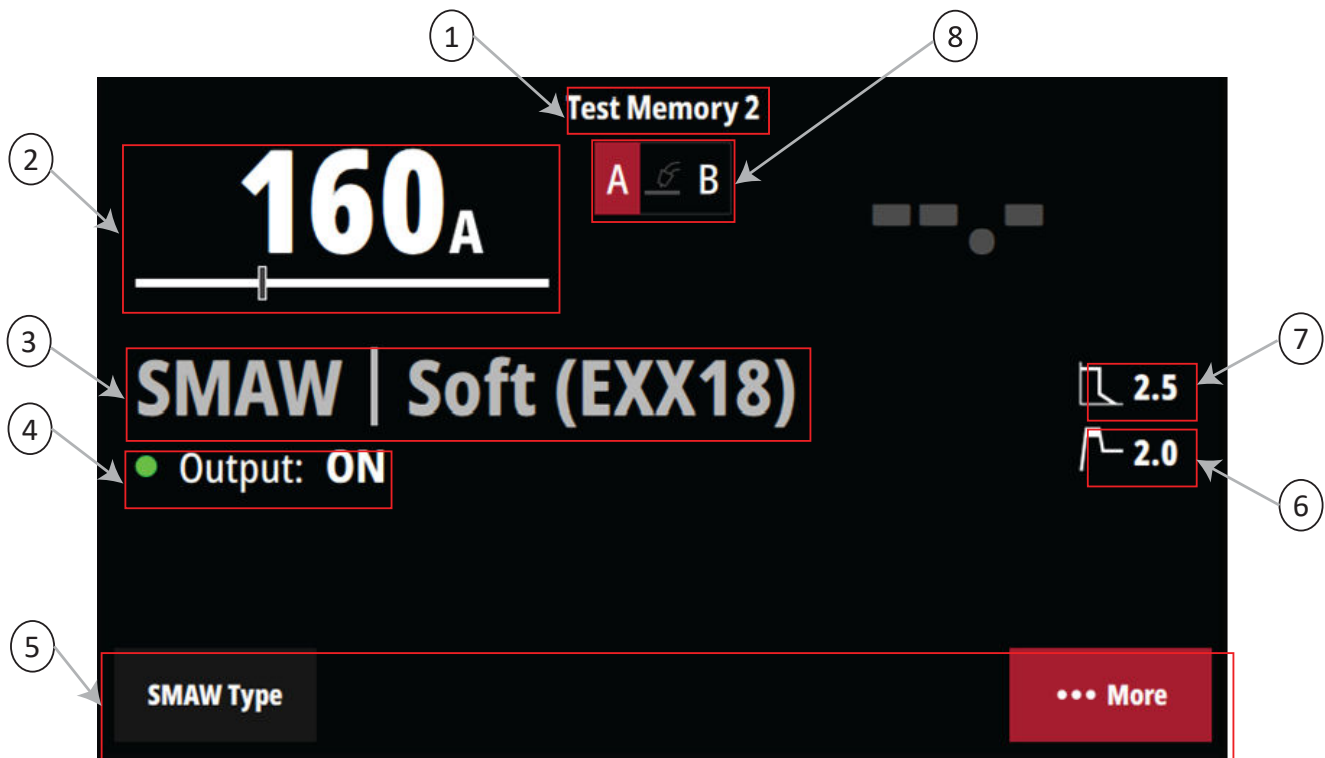 1
8
Test Memory 2
2
160 A
A B
--.-
3
SMAW | Soft (EXX18)
7
2.5
4
Output: ON
2.0
6
5
SMAW Type
••• More